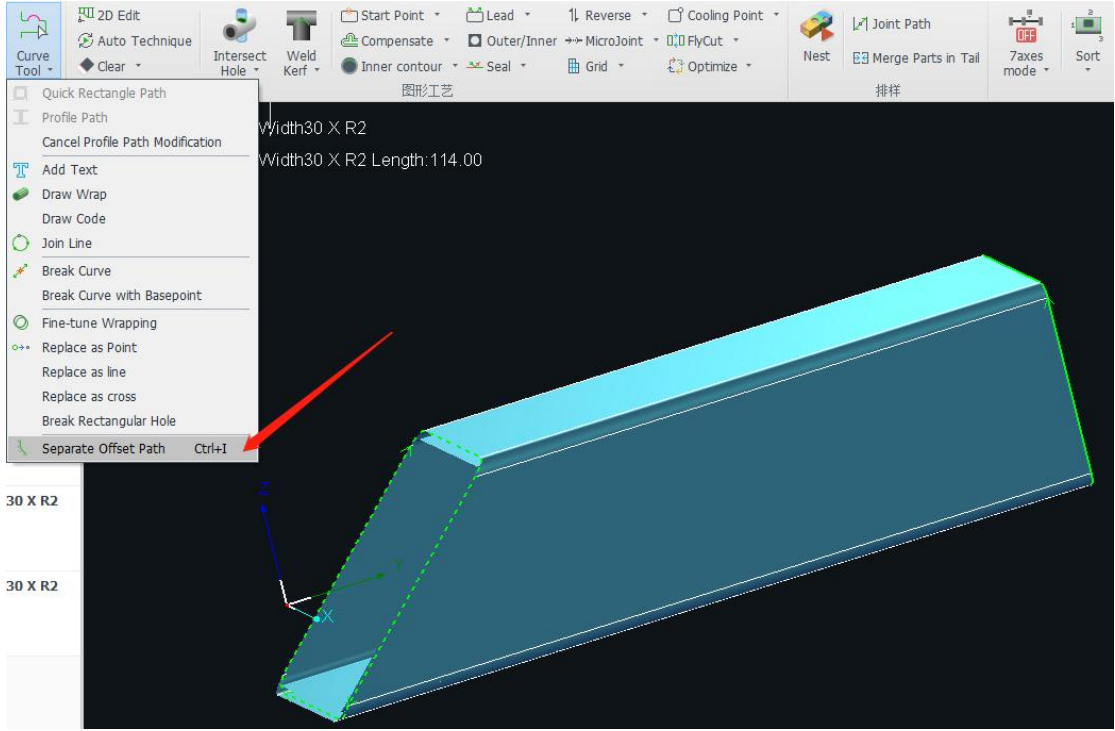 2D Edit
Auto Technique
Clear
Curve
Tool
Intersect
Hole
Weld
Kerf
Start Point
Lead
Reverse
Cooling Point
Compensate
Outer/Inner
MicroJoint
FlyCut
Inner contour
Seal
Grid
Optimize
图形工艺
Nest
Joint Path
Merge Parts in Tail
排样
OFF
7axes
mode
1
2
3
Sort
Quick Rectangle Path
Profile Path
Cancel Profile Path Modification
Add Text
Draw Wrap
Draw Code
Join Line
Break Curve
Break Curve with Basepoint
Fine-tune Wrapping
Replace as Point
Replace as line
Replace as cross
Break Rectangular Hole
Separate Offset Path Ctrl+I
Width30 X R2
Width30 X R2 Length:114.00
30 X R2
30 X R2
Z
Y
X